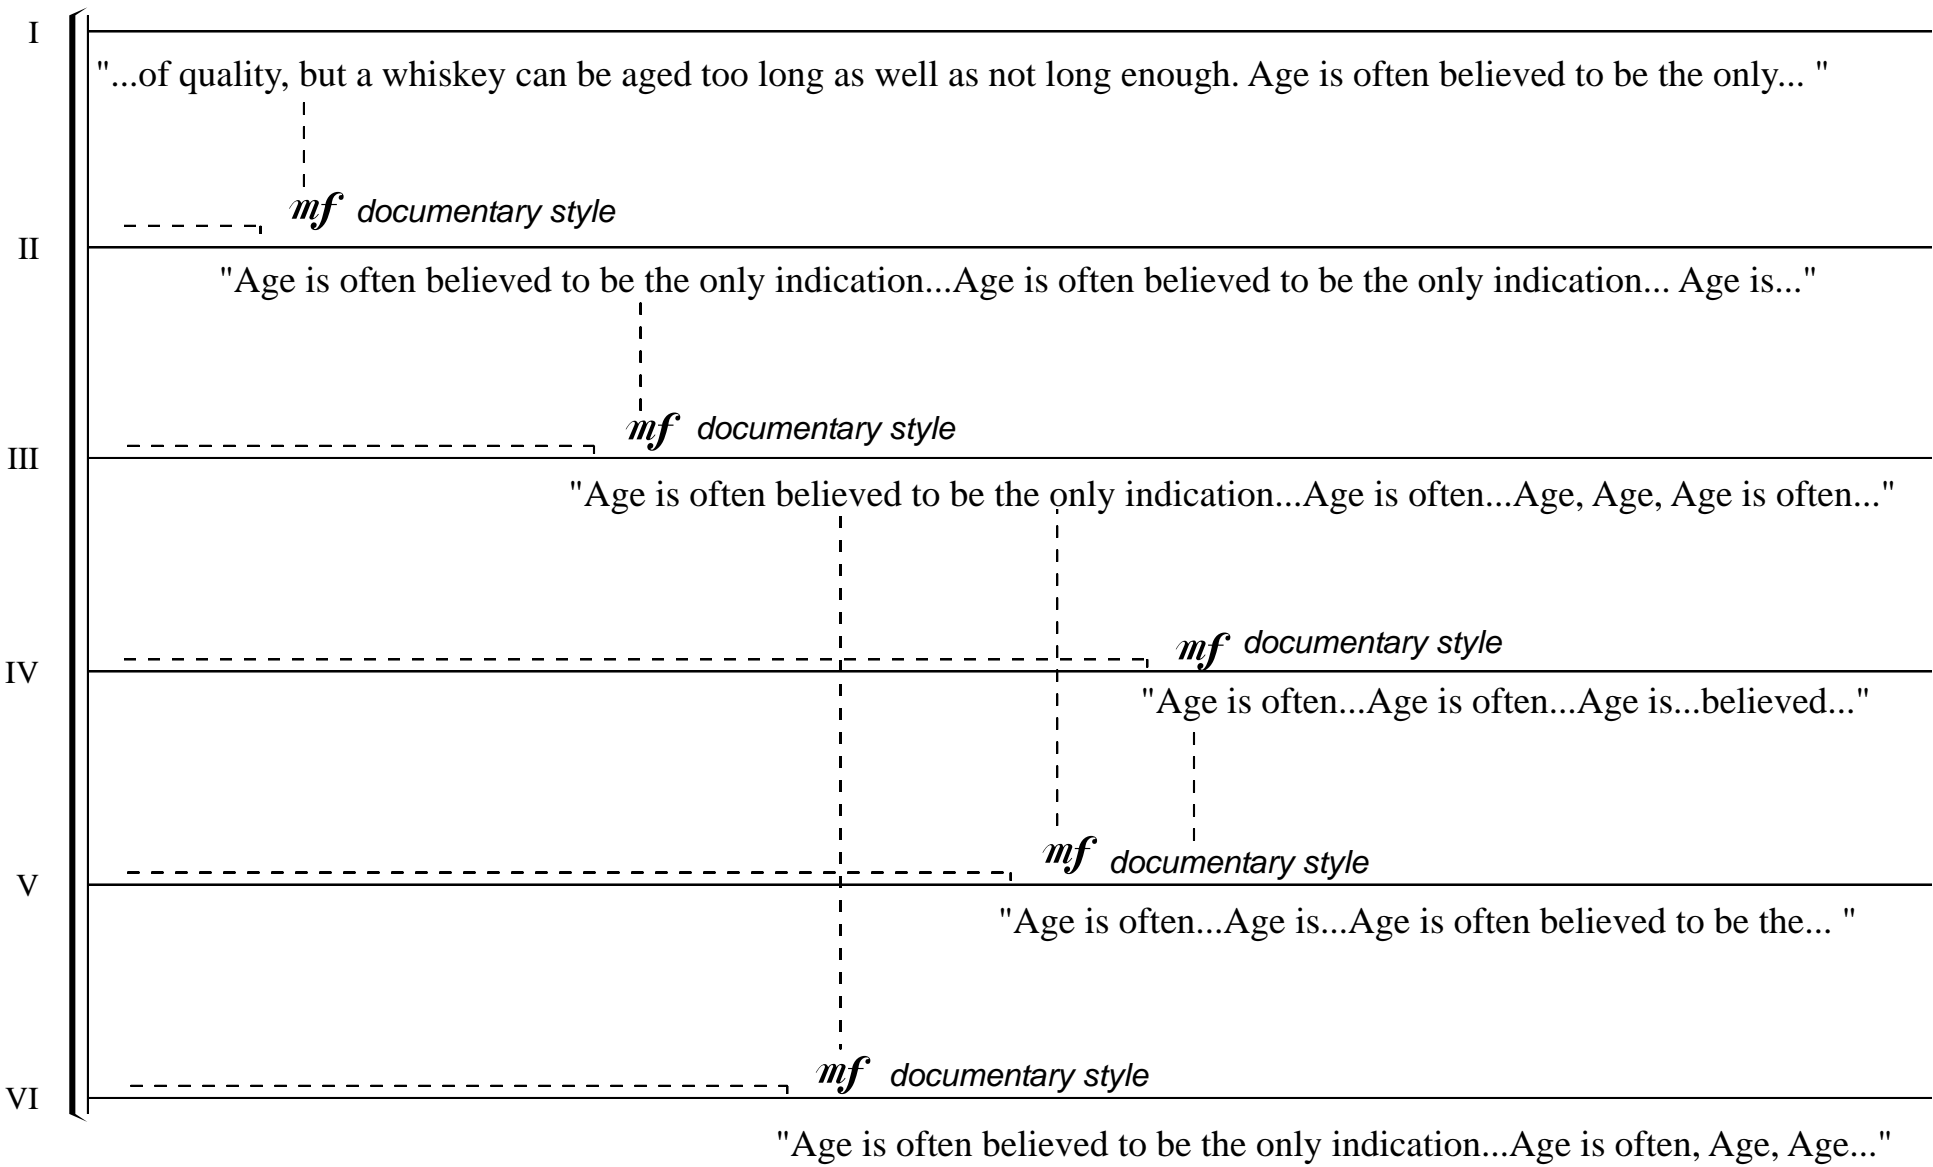 I
"...of quality, but a whiskey can be aged too long as well as not long enough. Age is often believed to be the only... "
mf documentary style
II
"Age is often believed to be the only indication...Age is often believed to be the only indication... Age is..."
mf documentary style
III
"Age is often believed to be the only indication...Age is often...Age, Age, Age is often..."
mf documentary style
IV
"Age is often...Age is often...Age is...believed..."
mf documentary style
V
"Age is often...Age is...Age is often believed to be the... "
mf documentary style
VI
"Age is often believed to be the only indication...Age is often, Age, Age..."